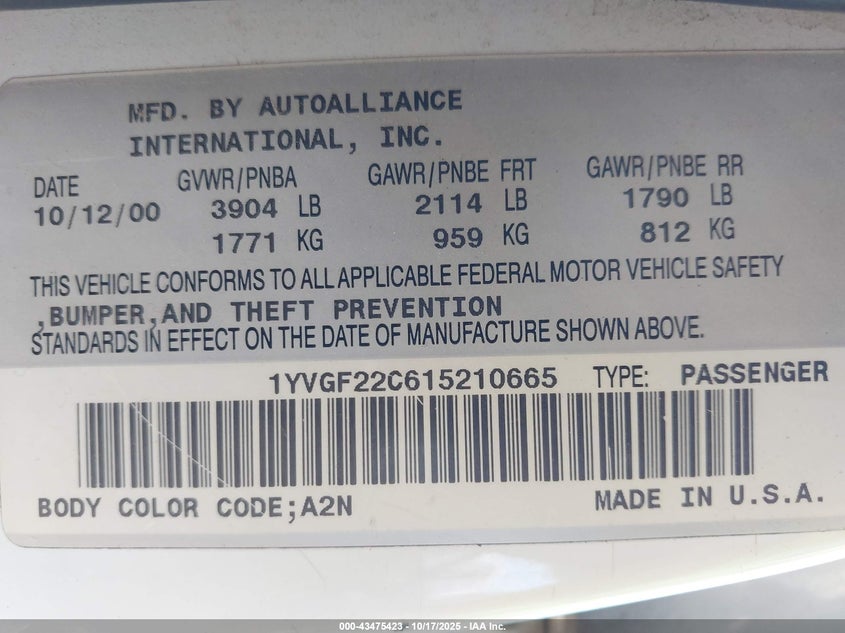 MFD. BY AUTOALLIANCE
INTERNATIONAL, INC.
DATE GVWR/PNBA GAWR/PNBE FRT GAWR/PNBE RR
10/12/00 3904 LB 2114 LB 1790 LB
1771 KG 959 KG 812 KG
THIS VEHICLE CONFORMS TO ALL APPLICABLE FEDERAL MOTOR VEHICLE SAFETY
,BUMPER,AND THEFT PREVENTION
STANDARDS IN EFFECT ON THE DATE OF MANUFACTURE SHOWN ABOVE.
1YVGF22C615210665 TYPE: PASSENGER
BODY COLOR CODE;A2N MADE IN U.S.A.
000-43475423 - 10/17/2025 - IAA Inc.